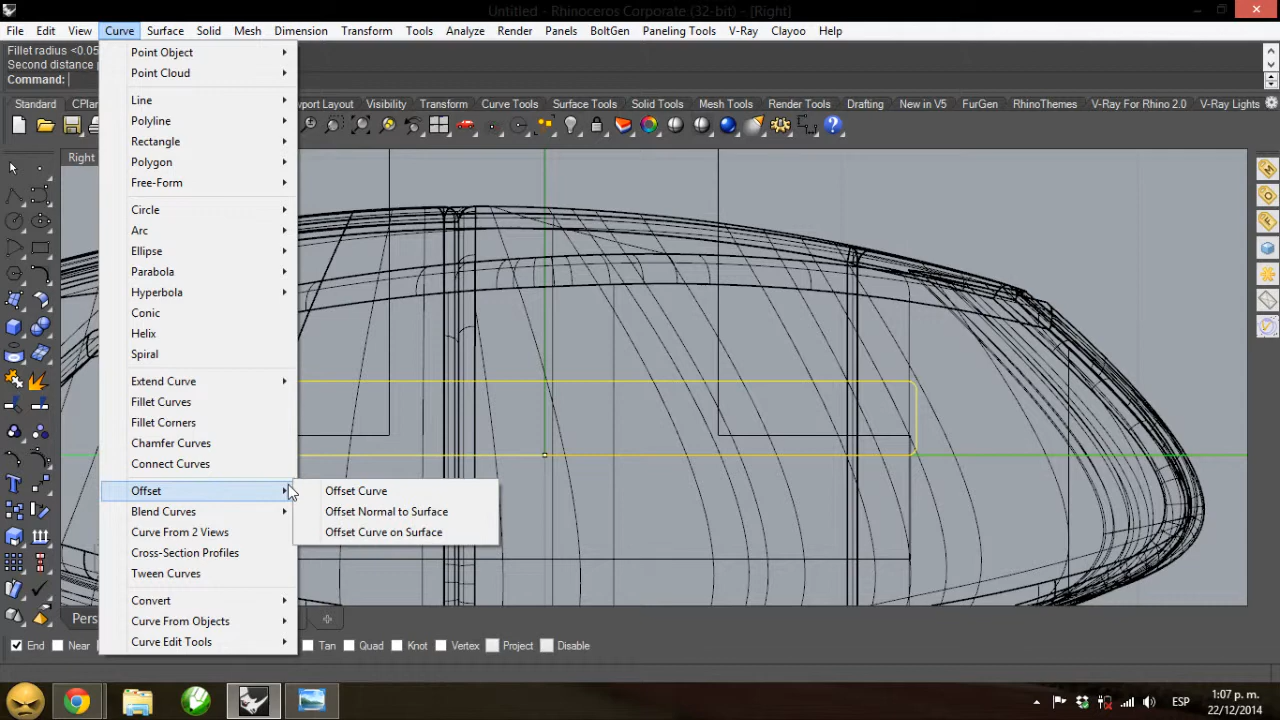 Untitled - Rhinoceros Corporate (32-bit) - [Right]
File Edit View Curve Surface Solid Mesh Dimension Transform Tools Analyze Render Panels BoltGen Paneling Tools V-Ray Clayoo Help
Fillet radius <0.05
Second distance
Command:
Standard CPlan port Layout Visibility Transform Curve Tools Surface Tools Solid Tools Mesh Tools Render Tools Drafting New in V5 FurGen RhinoThemes V-Ray For Rhino 2.0 V-Ray Lights
Right
Point Object
Point Cloud
Line
Polyline
Rectangle
Polygon
Free-Form
Circle
Arc
Ellipse
Parabola
Hyperbola
Conic
Helix
Spiral
Extend Curve
Fillet Curves
Fillet Corners
Chamfer Curves
Connect Curves
Offset
Blend Curves
Curve From 2 Views
Cross-Section Profiles
Tween Curves
Convert
Curve From Objects
Curve Edit Tools
Offset Curve
Offset Normal to Surface
Offset Curve on Surface
Pers
End Near Tan Quad Knot Vertex Project Disable
ESP
1:07 p. m.
22/12/2014